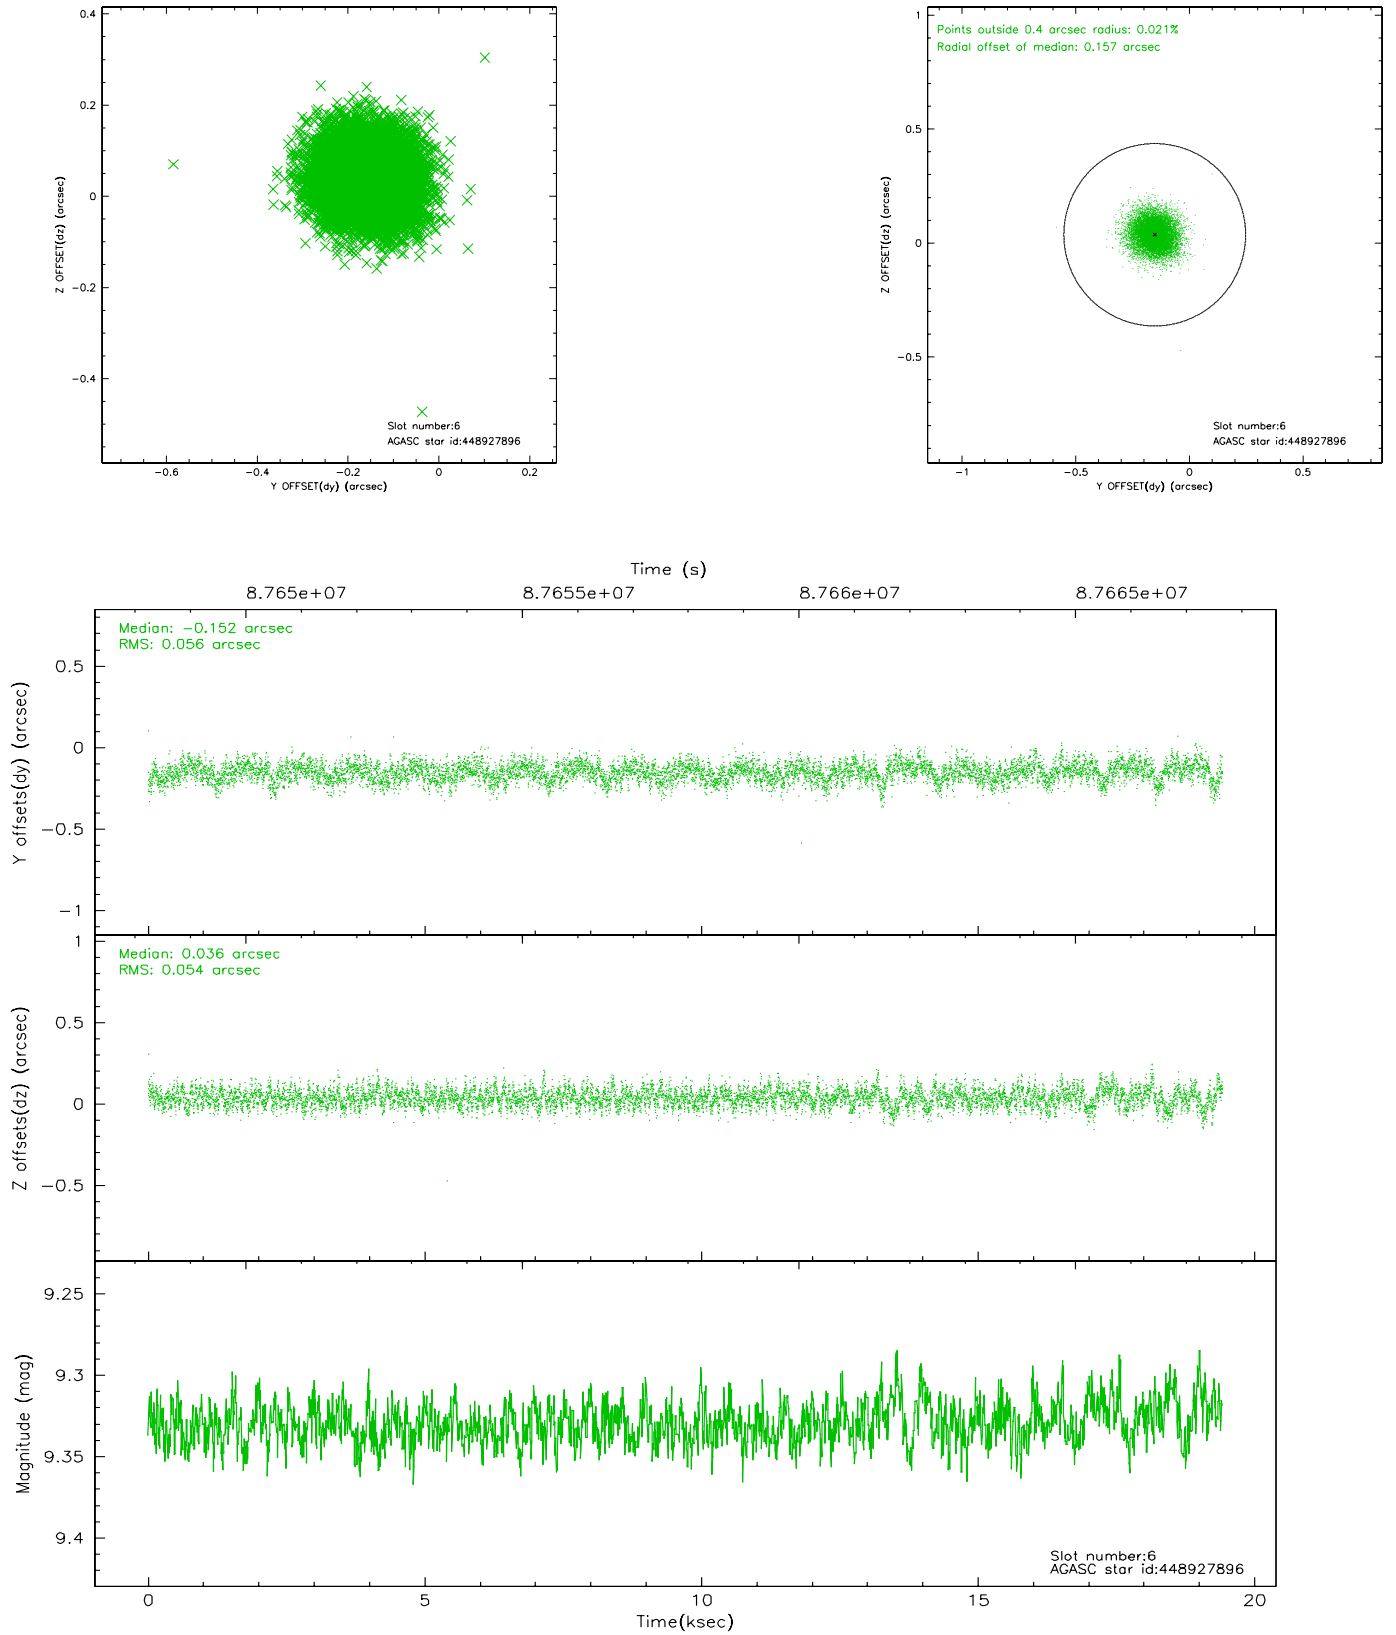 0.4
0.2
0
−0.2
−0.4
Z OFFSET(dz) (arcsec)
Slot number:6
AGASC star id:448927896
−0.6 −0.4 −0.2 0 0.2
Y OFFSET(dy) (arcsec)
Points outside 0.4 arcsec radius: 0.021%
Radial offset of median: 0.157 arcsec
1
0.5
0
−0.5
Z OFFSET(dz) (arcsec)
Slot number:6
AGASC star id:448927896
−1 −0.5 0 0.5
Y OFFSET(dy) (arcsec)
Time (s)
8.765e+07 8.7655e+07 8.766e+07 8.7665e+07
Median: −0.152 arcsec
RMS: 0.056 arcsec
0.5
0
−0.5
−1
Y offsets(dy) (arcsec)
Median: 0.036 arcsec
RMS: 0.054 arcsec
1
0.5
0
−0.5
Z offsets(dz) (arcsec)
9.25
9.3
9.35
9.4
Magnitude (mag)
Slot number:6
AGASC star id:448927896
0 5 10 15 20
Time(ksec)